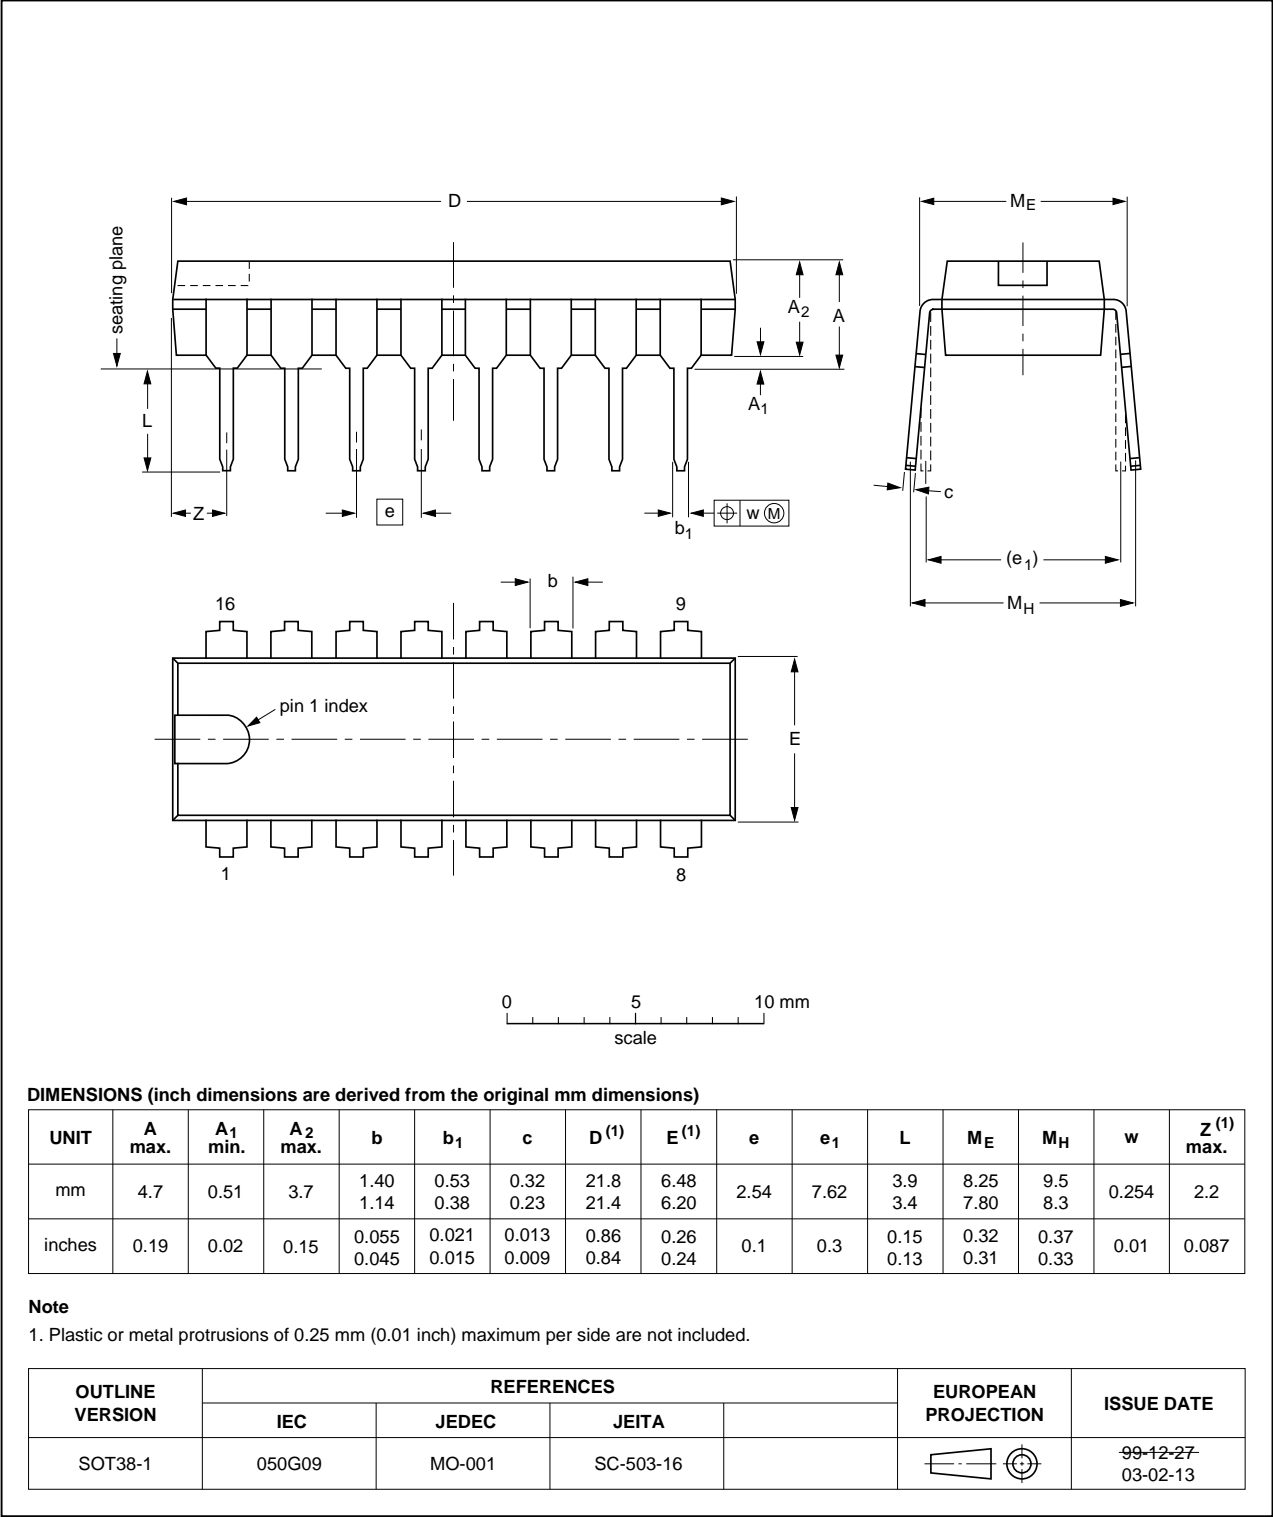 D
ME
seating plane
A2
A
A1
L
c
Z
e
b1
w M
(e1)
MH
b
16
9
pin 1 index
E
1
8
0 5 10 mm
scale
DIMENSIONS (inch dimensions are derived from the original mm dimensions)
UNIT A max. A1 min. A2 max. b b1 c D(1) E(1) e e1 L ME MH w Z(1) max.
mm 4.7 0.51 3.7 1.40 1.14 0.53 0.38 0.32 0.23 21.8 21.4 6.48 6.20 2.54 7.62 3.9 3.4 8.25 7.80 9.5 8.3 0.254 2.2
inches 0.19 0.02 0.15 0.055 0.045 0.021 0.015 0.013 0.009 0.86 0.84 0.26 0.24 0.1 0.3 0.15 0.13 0.32 0.31 0.37 0.33 0.01 0.087
Note
1. Plastic or metal protrusions of 0.25 mm (0.01 inch) maximum per side are not included.
OUTLINE VERSION REFERENCES EUROPEAN PROJECTION ISSUE DATE
IEC JEDEC JEITA
SOT38-1 050G09 MO-001 SC-503-16 99-12-27
03-02-13